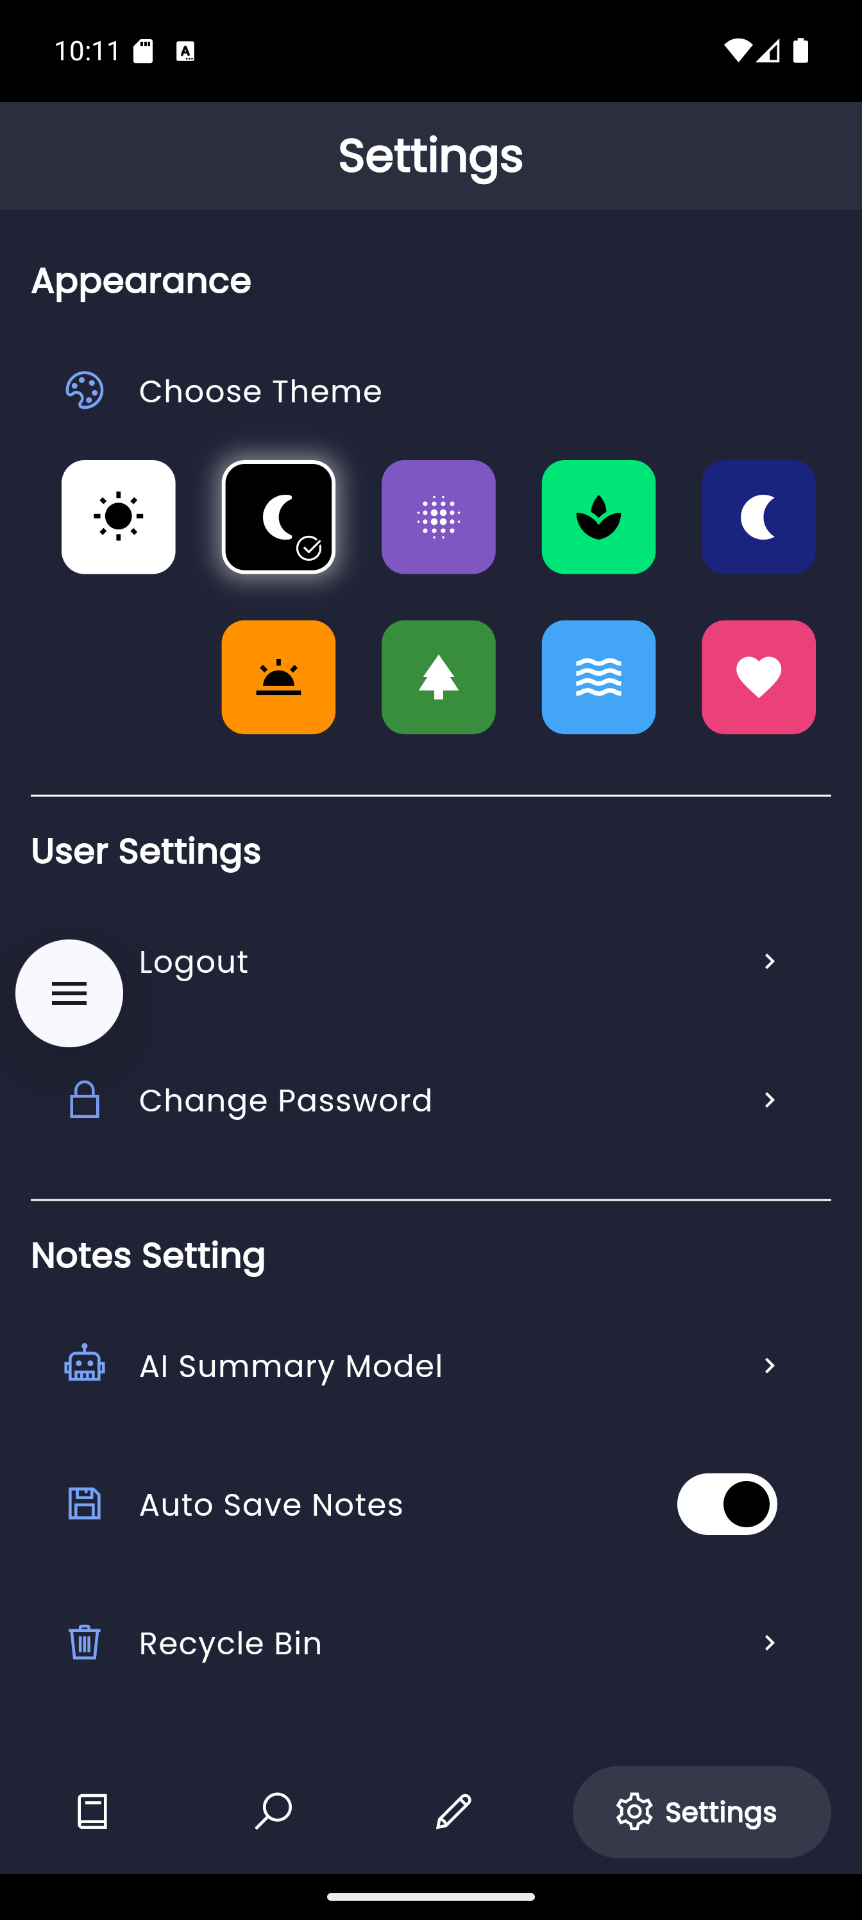 10:11
Settings
Appearance
Choose Theme
User Settings
Logout
Change Password
Notes Setting
AI Summary Model
Auto Save Notes
Recycle Bin
Settings